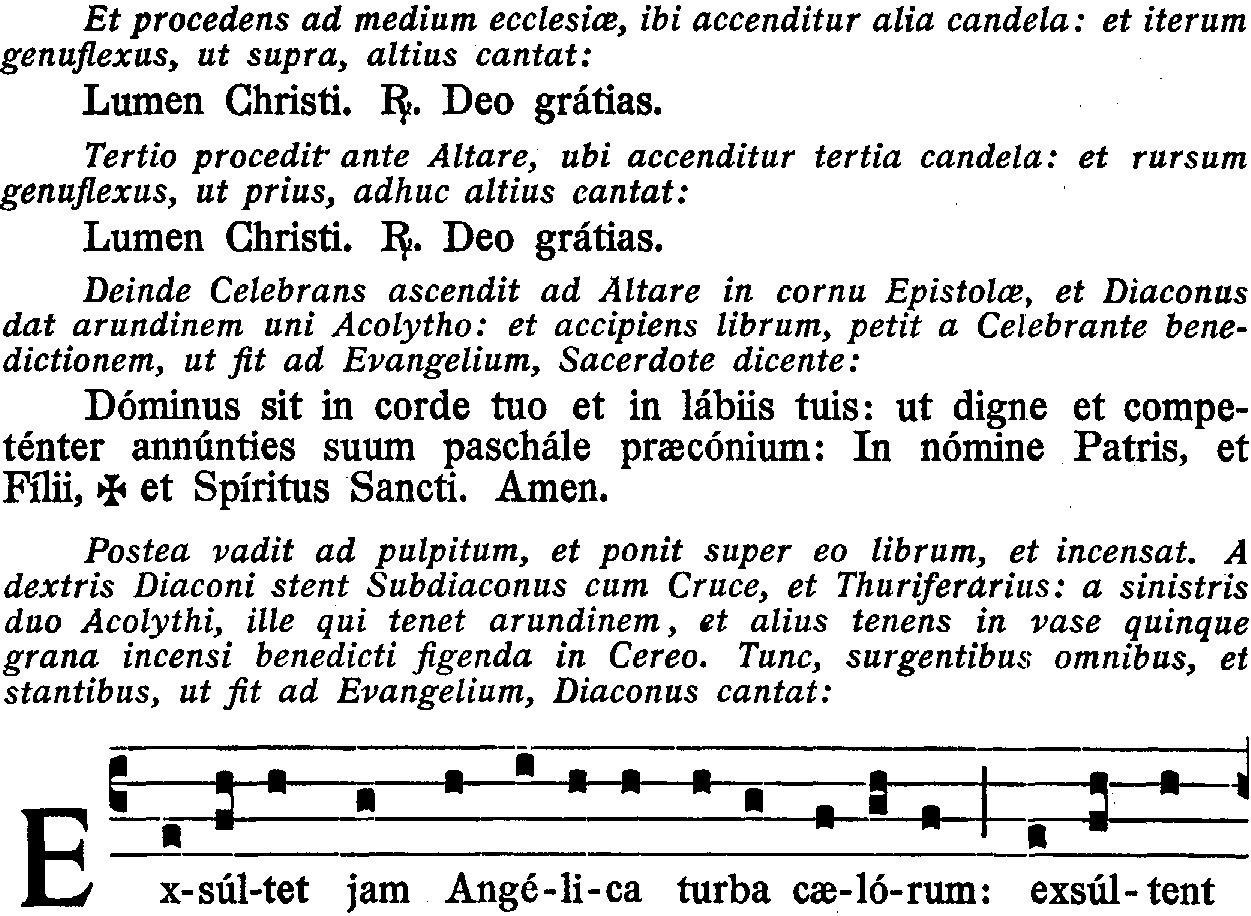 Et procedens ad medium ecclesiæ, ibi accenditur alia candela: et iterum
genuflexus, ut supra, altius cantat:
Lumen Christi. ℟. Deo grátias.
Tertio procedit ante Altare, ubi accenditur tertia candela: et rursum
genuflexus, ut prius, adhuc altius cantat:
Lumen Christi. ℟. Deo grátias.
Deinde Celebrans ascendit ad Altare in cornu Epistolæ, et Diaconus
dat arundinem uni Acolytho: et accipiens librum, petit a Celebrante bene-
dictionem, ut fit ad Evangelium, Sacerdote dicente:
Dóminus sit in corde tuo et in lábiis tuis: ut digne et compe-
ténter annúnties suum paschále præcónium: In nómine Patris, et
Fílii, ✠ et Spíritus Sancti. Amen.
Postea vadit ad pulpitum, et ponit super eo librum, et incensat. A
dextris Diaconi stent Subdiaconus cum Cruce, et Thuriferarius: a sinistris
duo Acolythi, ille qui tenet arundinem, et alius tenens in vase quinque
grana incensi benedicti figenda in Cereo. Tunc, surgentibus omnibus, et
stantibus, ut fit ad Evangelium, Diaconus cantat:
Ex-súl-tet jam Angé-li-ca turba cæ-ló-rum: exsúl-tent